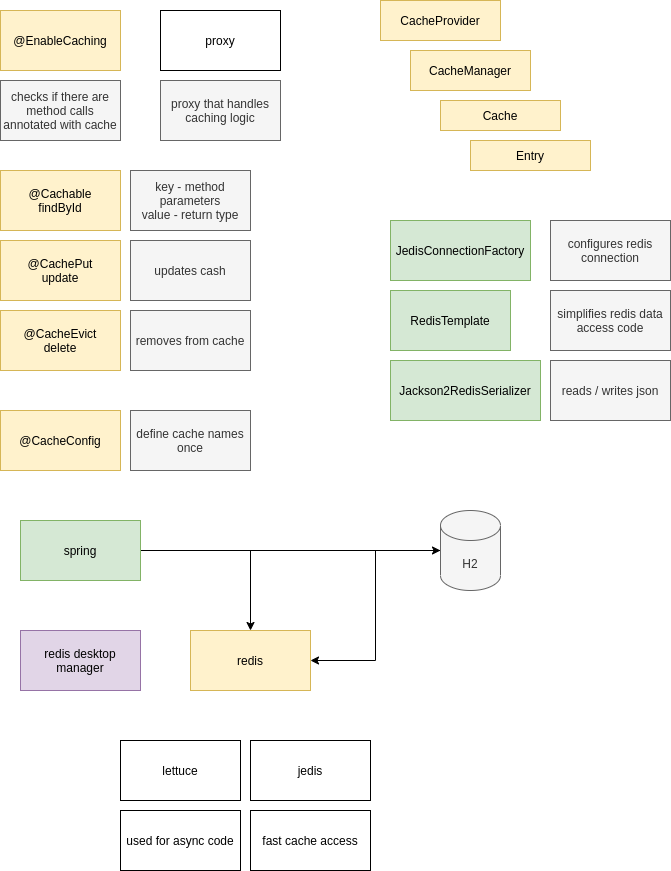 @EnableCaching
proxy
checks if there are
method calls
annotated with cache
proxy that handles
caching logic
CacheProvider
CacheManager
Cache
Entry
@Cachable
findById
key - method
parameters
value - return type
@CachePut
update
updates cash
@CacheEvict
delete
removes from cache
@CacheConfig
define cache names
once
JedisConnectionFactory
configures redis
connection
RedisTemplate
simplifies redis data
access code
Jackson2RedisSerializer
reads / writes json
spring
H2
redis desktop
manager
redis
lettuce
jedis
used for async code
fast cache access